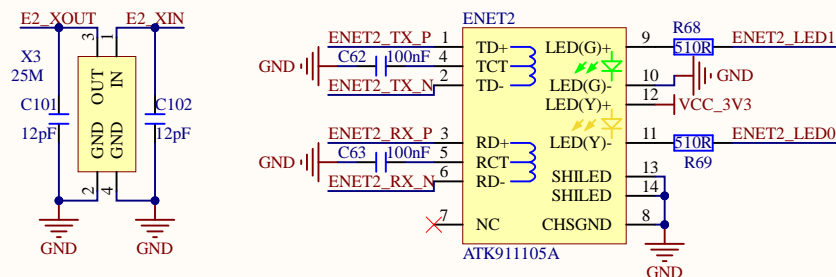 E2_XOUT E2_XIN
3 1
X3
25M
OUT IN
C101 C102
12pF 12pF
GND GND
2 4
GND GND
ENET2
ENET2_TX_P 1 TD+ LED(G)+ 9 R68 510R ENET2_LED1
GND C62 100nF 4 TCT
ENET2_TX_N 2 TD- LED(G)- 10 GND
LED(Y)+ 12 VCC_3V3
ENET2_RX_P 3 RD+ LED(Y)- 11 510R ENET2_LED0
GND C63 100nF 5 RCT R69
ENET2_RX_N 6 RD- SHILED 13
SHILED 14
7 NC CHSGND 8
ATK911105A GND